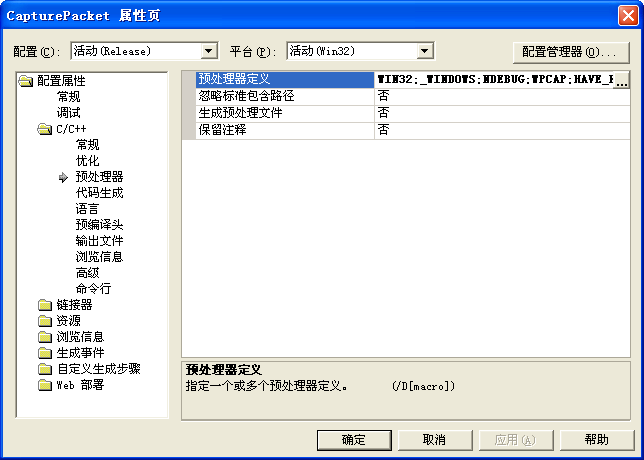 CapturePacket 属性页
配置(C): 活动(Release) 平台(P): 活动(Win32) 配置管理器(O)...
配置属性
常规
调试
C/C++
常规
优化
预处理器
代码生成
语言
预编译头
输出文件
浏览信息
高级
命令行
链接器
资源
浏览信息
生成事件
自定义生成步骤
Web 部署
预处理器定义 WIN32;_WINDOWS;NDEBUG;WPCAP;HAVE_ ...
忽略标准包含路径 否
生成预处理文件 否
保留注释 否
预处理器定义
指定一个或多个预处理器定义。 (/D[macro])
确定 取消 应用(A) 帮助